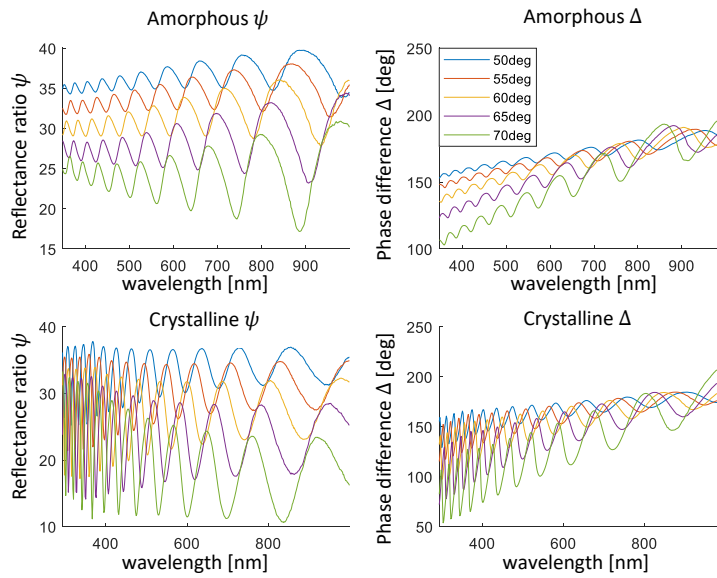 Amorphous ψ
40
35
30
25
20
15
Reflectance ratio ψ
400 500 600 700 800 900
wavelength [nm]
Amorphous Δ
250
200
150
100
Phase difference Δ [deg]
50deg
55deg
60deg
65deg
70deg
400 500 600 700 800 900
wavelength [nm]
Crystalline ψ
40
30
20
10
Reflectance ratio ψ
400 600 800
wavelength [nm]
Crystalline Δ
250
200
150
100
50
Phase difference Δ [deg]
400 600 800
wavelength [nm]